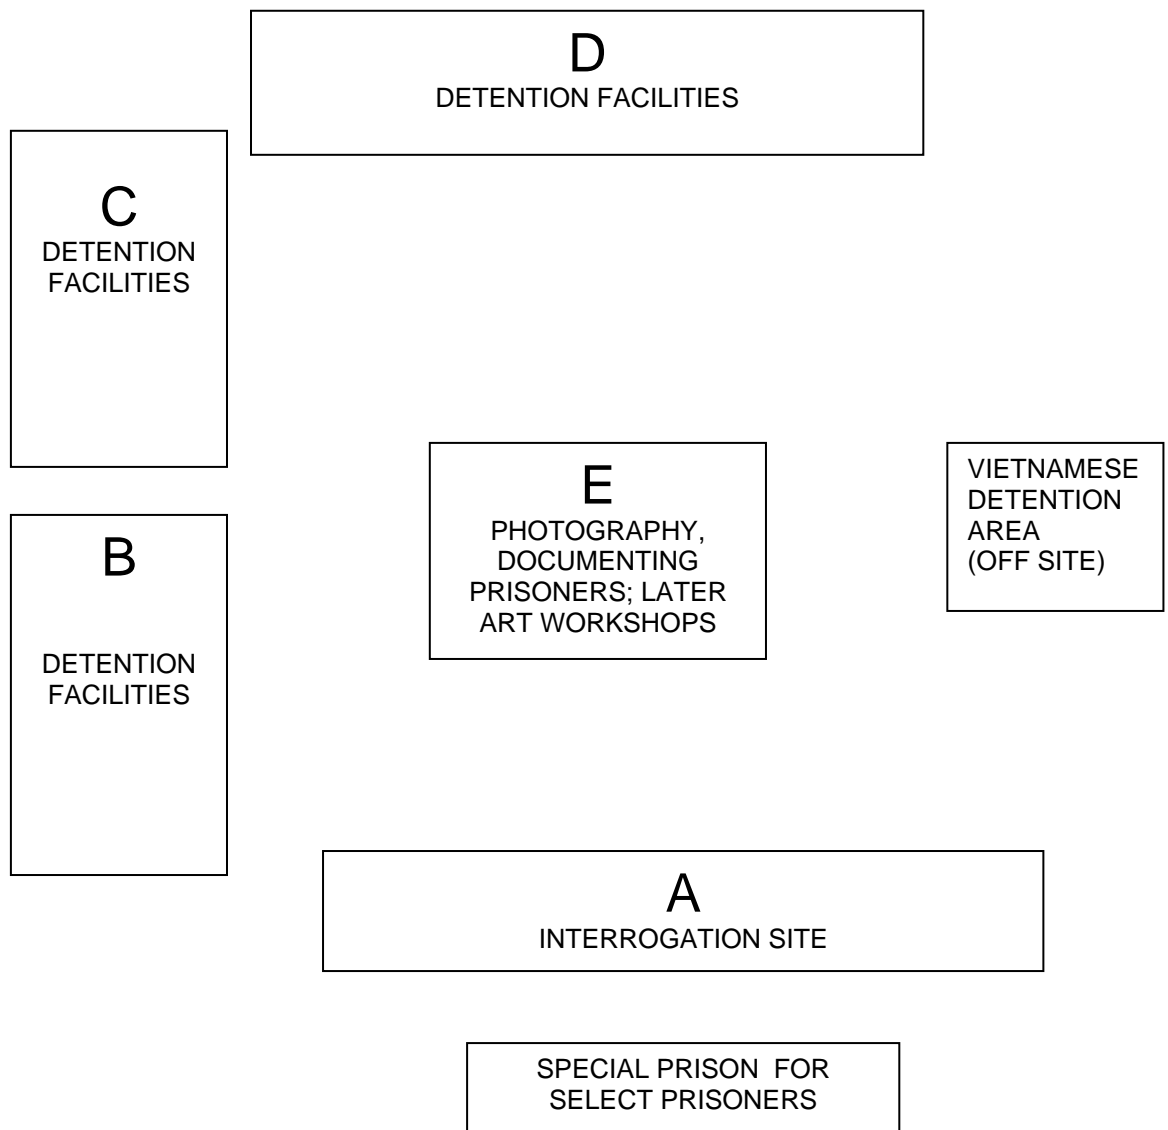 D
DETENTION FACILITIES
C
DETENTION
FACILITIES
E
PHOTOGRAPHY,
DOCUMENTING
PRISONERS; LATER
ART WORKSHOPS
VIETNAMESE
DETENTION
AREA
(OFF SITE)
B
DETENTION
FACILITIES
A
INTERROGATION SITE
SPECIAL PRISON FOR
SELECT PRISONERS